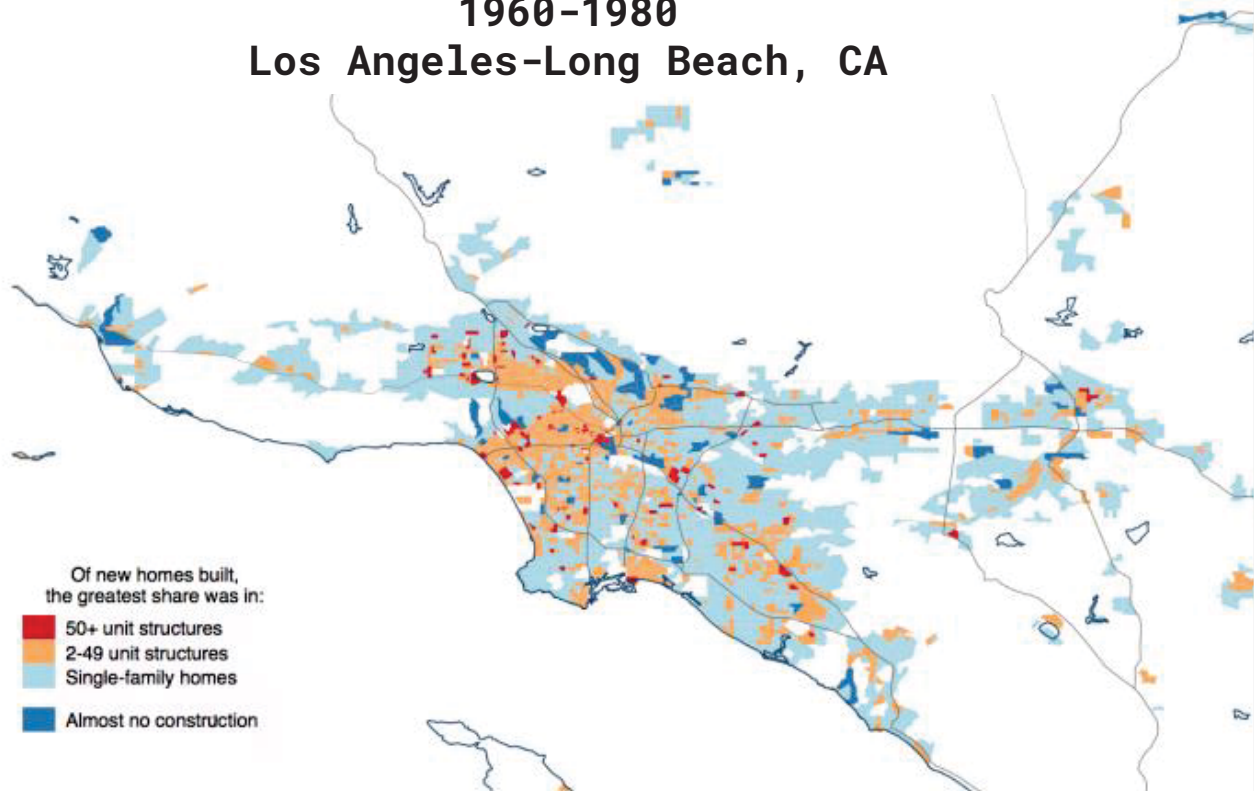 1960-1980
Los Angeles-Long Beach, CA
Of new homes built,
the greatest share was in:
50+ unit structures
2-49 unit structures
Single-family homes
Almost no construction